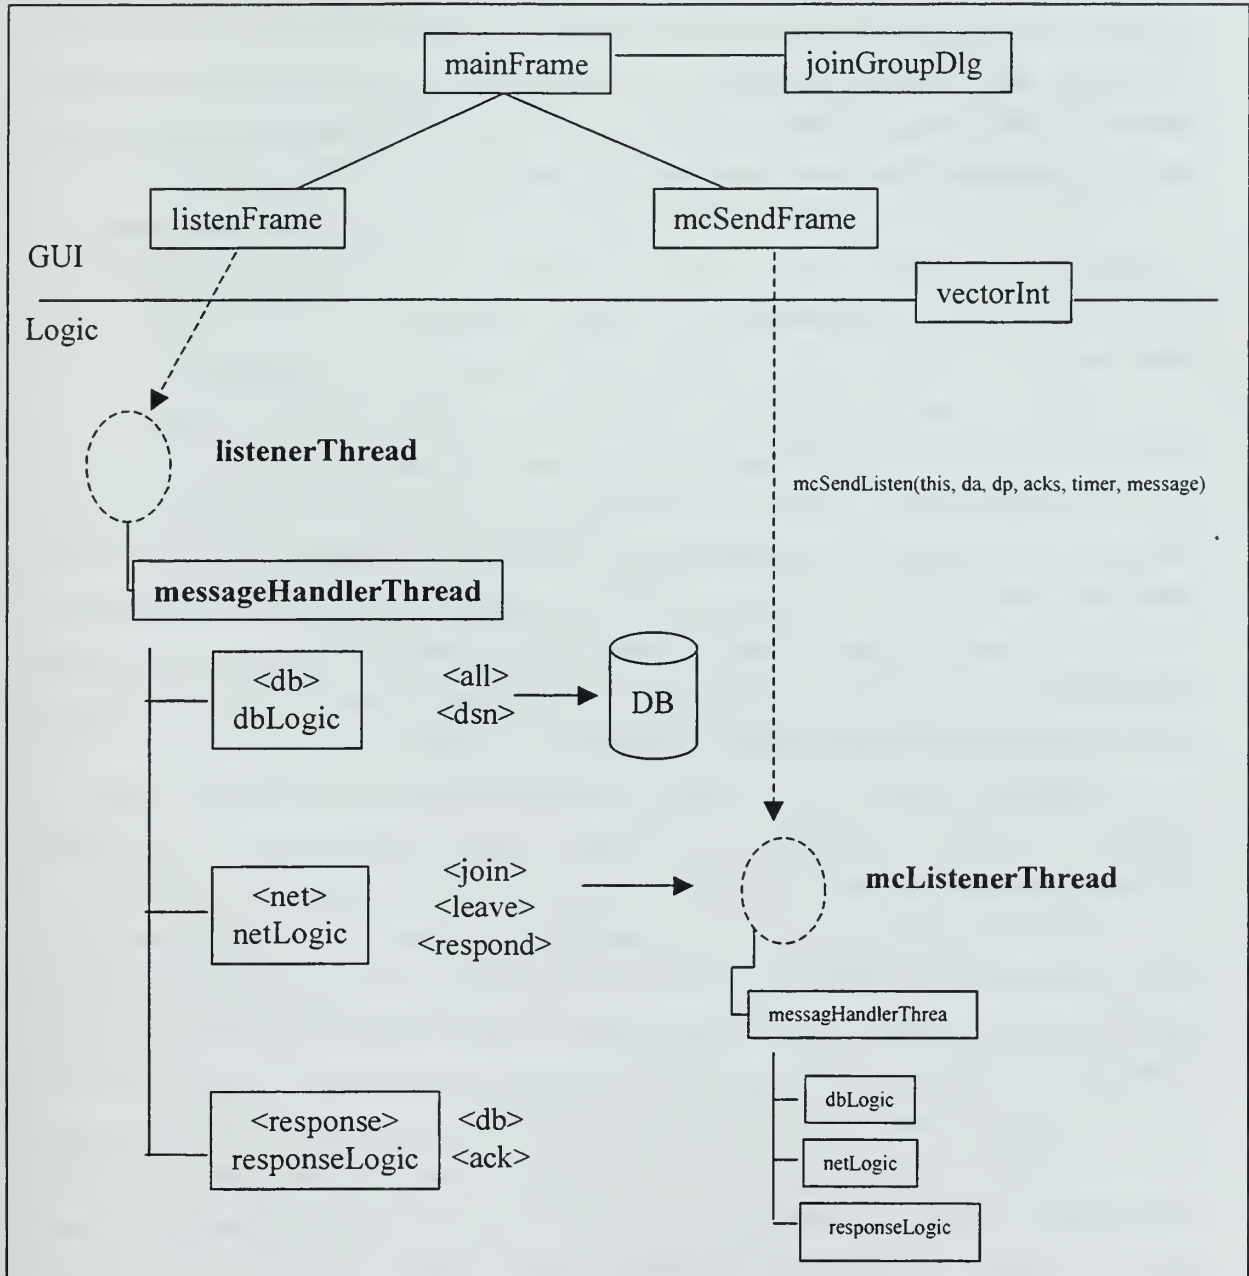 mainFrame
joinGroupDlg
listenFrame
mcSendFrame
GUI
vectorInt
Logic
listenerThread
mcSendListen(this, da, dp, acks, timer, message)
messageHandlerThread
<db>
dbLogic
<all>
<dsn>
DB
<net>
netLogic
<join>
<leave>
<respond>
mcListenerThread
messagHandlerThrea
<response>
responseLogic
<db>
<ack>
dbLogic
netLogic
responseLogic